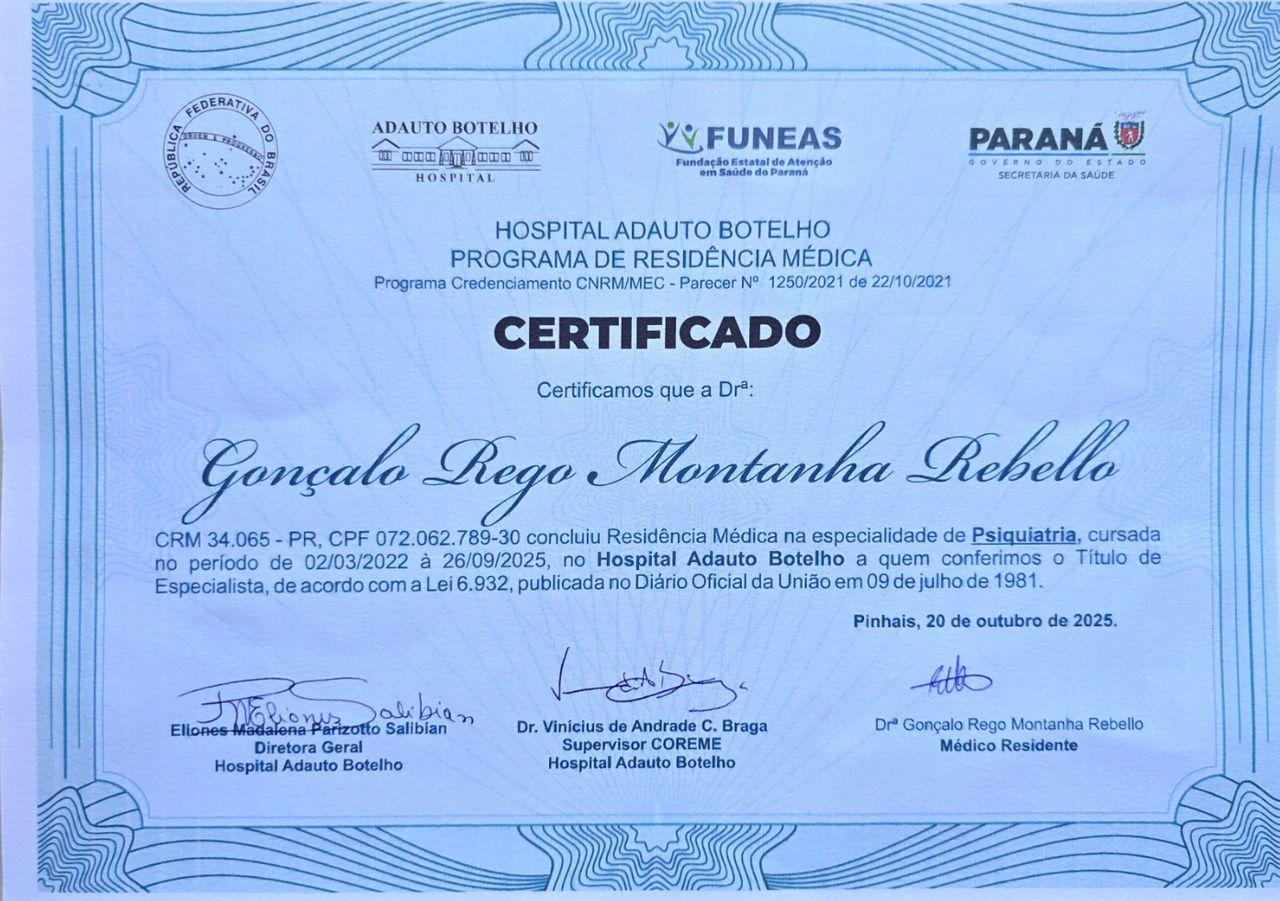 REPÚBLICA FEDERATIVA DO BRASIL
ORDEM E PROGRESSO
ADAUTO BOTELHO
HOSPITAL
FUNEAS
Fundação Estatal de Atenção
em Saúde do Paraná
PARANÁ
GOVERNO DO ESTADO
SECRETARIA DA SAÚDE
HOSPITAL ADAUTO BOTELHO
PROGRAMA DE RESIDÊNCIA MÉDICA
Programa Credenciamento CNRM/MEC - Parecer Nº 1250/2021 de 22/10/2021
CERTIFICADO
Certificamos que a Drª:
Gonçalo Rego Montanha Rebello
CRM 34.065 - PR, CPF 072.062.789-30 concluiu Residência Médica na especialidade de Psiquiatria, cursada
no período de 02/03/2022 à 26/09/2025, no Hospital Adauto Botelho a quem conferimos o Título de
Especialista, de acordo com a Lei 6.932, publicada no Diário Oficial da União em 09 de julho de 1981.
Pinhais, 20 de outubro de 2025.
Elionis Salibian
Eliones Madalena Parizotto Salibian
Diretora Geral
Hospital Adauto Botelho
Dr. Vinícius de Andrade C. Braga
Supervisor COREME
Hospital Adauto Botelho
Drª Gonçalo Rego Montanha Rebello
Médico Residente